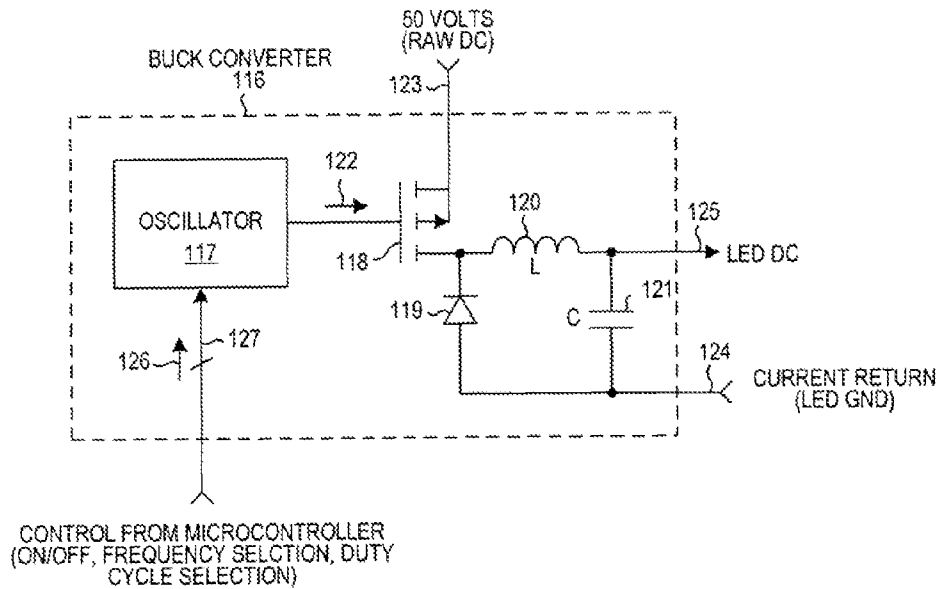 50 VOLTS
(RAW DC)
BUCK CONVERTER
116
123
122
OSCILLATOR
117
118
120
L
125
LED DC
119
C
121
126
127
124
CURRENT RETURN
(LED GND)
CONTROL FROM MICROCONTROLLER
(ON/OFF, FREQUENCY SELCTION, DUTY
CYCLE SELECTION)